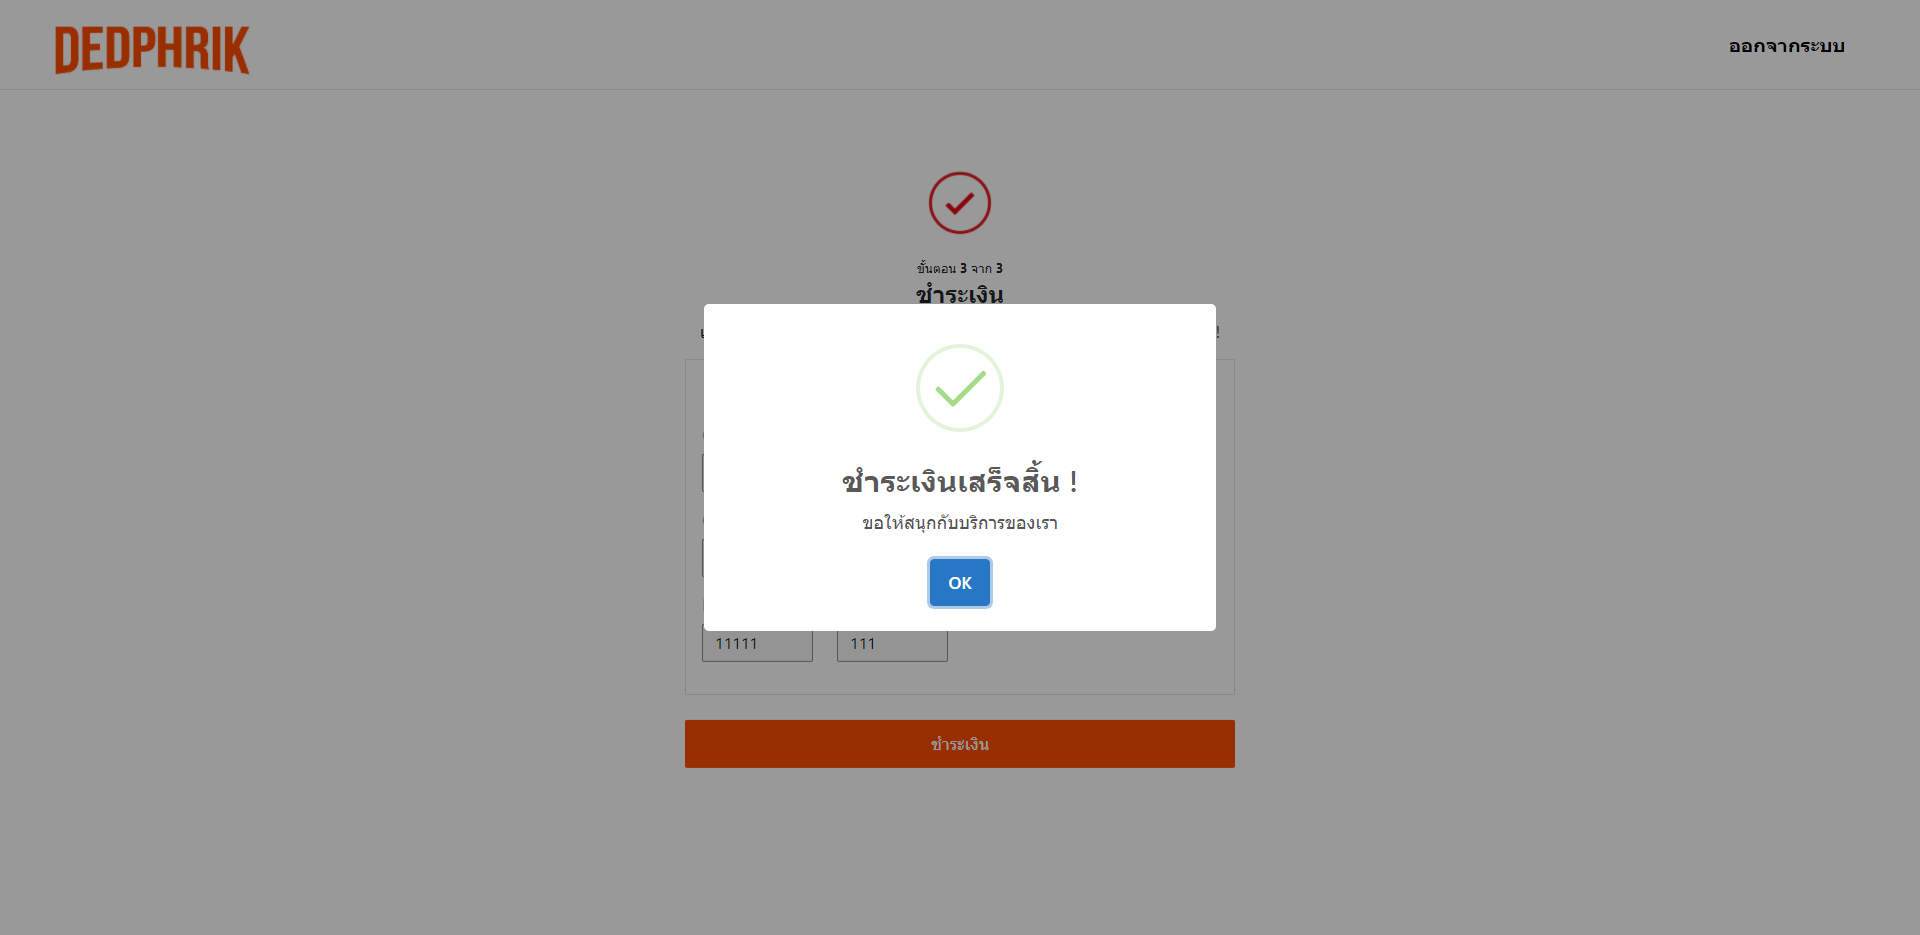 DEDPHRIK
ออกจากระบบ
ขั้นตอน 3 จาก 3
ชำระเงิน
!
ชำระเงินเสร็จสิ้น !
ขอให้สนุกกับบริการของเรา
OK
11111 111
ชำระเงิน